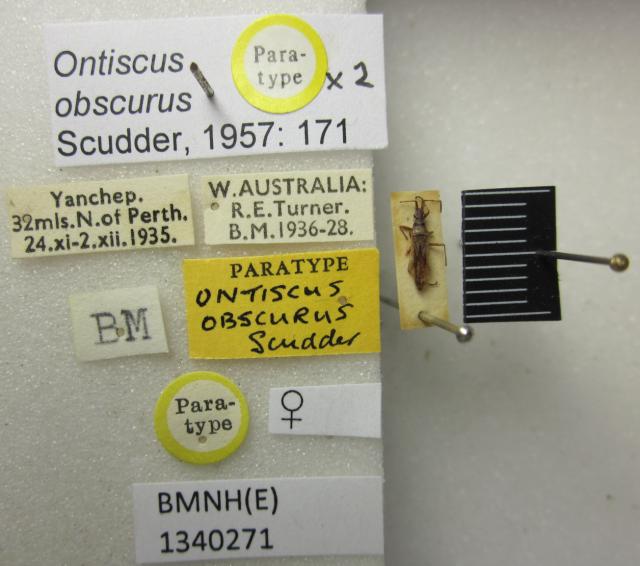 Ontiscus
obscurus
Scudder, 1957: 171
Para-
type
x 2
Yanchep.
32mls.N.of Perth.
24.xi-2.xii.1935.
W.AUSTRALIA:
R.E.Turner.
B.M.1936-28.
PARATYPE
ONTISCUS
OBSCURUS
Scudder
BM
Para-
type
♀
BMNH(E)
1340271